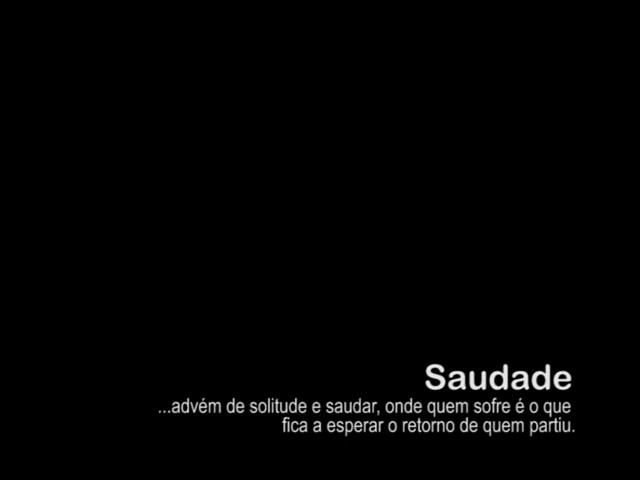 Saudade
...advém de solitude e saudar, onde quem sofre é o que
fica a esperar o retorno de quem partiu.